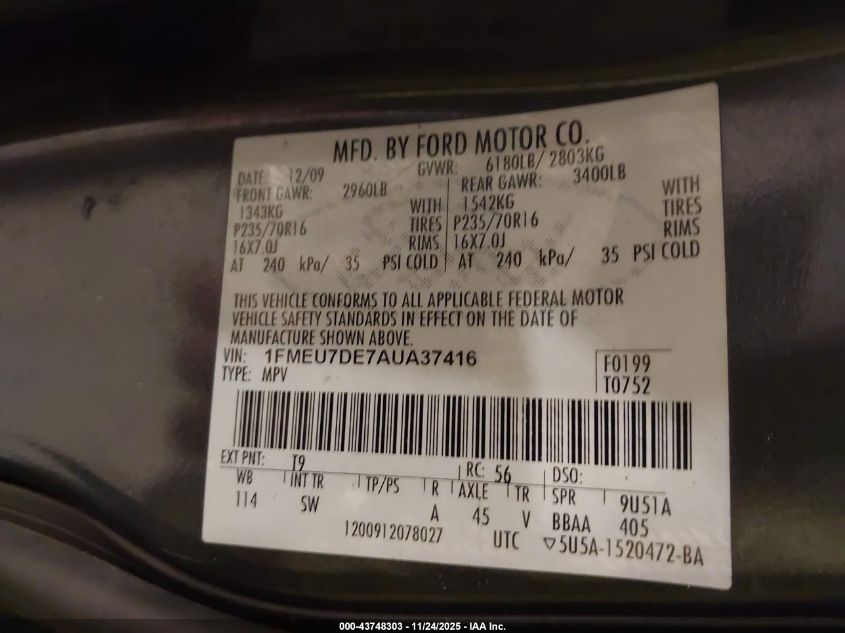 MFD. BY FORD MOTOR CO.
DATE: 12/09 GVWR: 6180LB/ 2803KG
FRONT GAWR: 2960LB REAR GAWR: 3400LB
1343KG WITH 1542KG WITH
P235/70R16 TIRES P235/70R16 TIRES
16X7.0J RIMS 16X7.0J RIMS
AT 240 kPa/ 35 PSI COLD AT 240 kPa/ 35 PSI COLD
THIS VEHICLE CONFORMS TO ALL APPLICABLE FEDERAL MOTOR
VEHICLE SAFETY STANDARDS IN EFFECT ON THE DATE OF
MANUFACTURE SHOWN ABOVE.
VIN: 1FMEU7DE7AUA37416 F0199
TYPE: MPV T0752
EXT PNT: T9 RC: 56 DSO:
WB INT TR TP/PS R AXLE TR SPR 9U51A
114 SW A 45 V BBAA 405
1200912078027 UTC ▽5U5A-1520472-BA
000-43748303 - 11/24/2025 - IAA Inc.